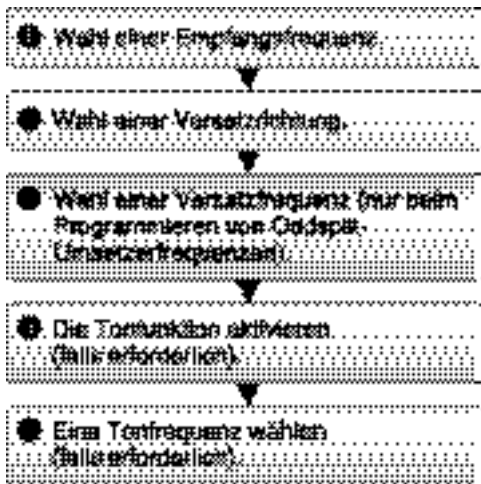 Wahl einer Empfangsfrequenz.
Wahl einer Versatzrichtung.
Wahl einer Versatzfrequenz (nur beim
Programmieren von Oddsplit-
Umsetzerfrequenzen).
Die Tonfunktion aktivieren
(falls erforderlich).
Eine Tonfrequenz wählen
(falls erforderlich).